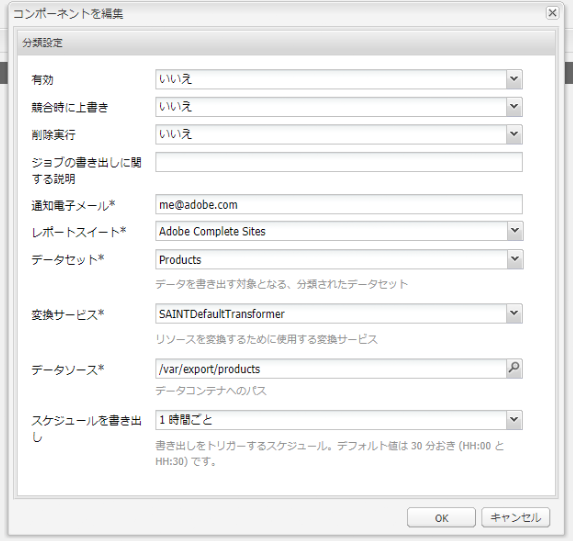 コンポーネントを編集
分類設定
有効
いいえ
競合時に上書き
いいえ
削除実行
いいえ
ジョブの書き出しに関
する説明
通知電子メール*
me@adobe.com
レポートスイート*
Adobe Complete Sites
データセット*
Products
データを書き出す対象となる、分類されたデータセット
変換サービス*
SAINTDefaultTransformer
リソースを変換するために使用する変換サービス
データソース*
/var/export/products
データコンテナへのパス
スケジュールを書き出
し
1 時間ごと
書き出しをトリガーするスケジュール。デフォルト値は 30 分おき (HH:00 と
HH:30) です。
OK
キャンセル